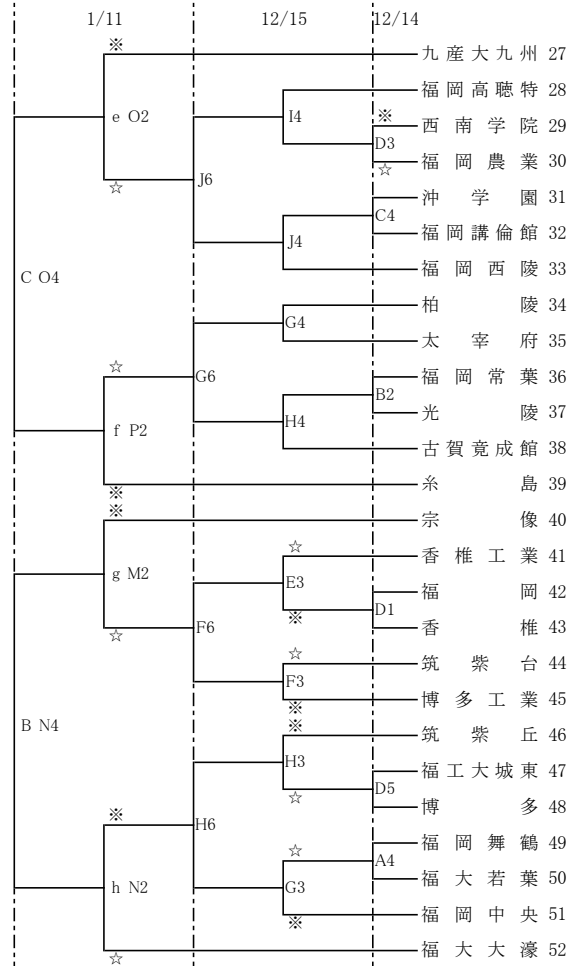 1/11 12/15 12/14
※ 九産大九州 27
福岡高聴特 28
e O2 I4 ※ 西南学院 29
D3
☆ J6 ☆ 福岡農業 30
沖学園 31
C4
J4 福岡講倫館 32
福岡西陵 33
C O4
柏陵 34
G4
太宰府 35
☆ G6 福岡常葉 36
B2
f P2 H4 光陵 37
古賀竟成館 38
※ 糸島 39
※ 宗像 40
☆ 香椎工業 41
g M2 E3 福岡 42
※ D1
☆ F6 香椎 43
☆ 筑紫台 44
F3
※ 博多工業 45
B N4 ※ 筑紫丘 46
H3 福工大城東 47
☆ D5
※ H6 博多 48
☆ 福岡舞鶴 49
A4
h N2 G3 福大若葉 50
※ 福岡中央 51
☆ 福大大濠 52